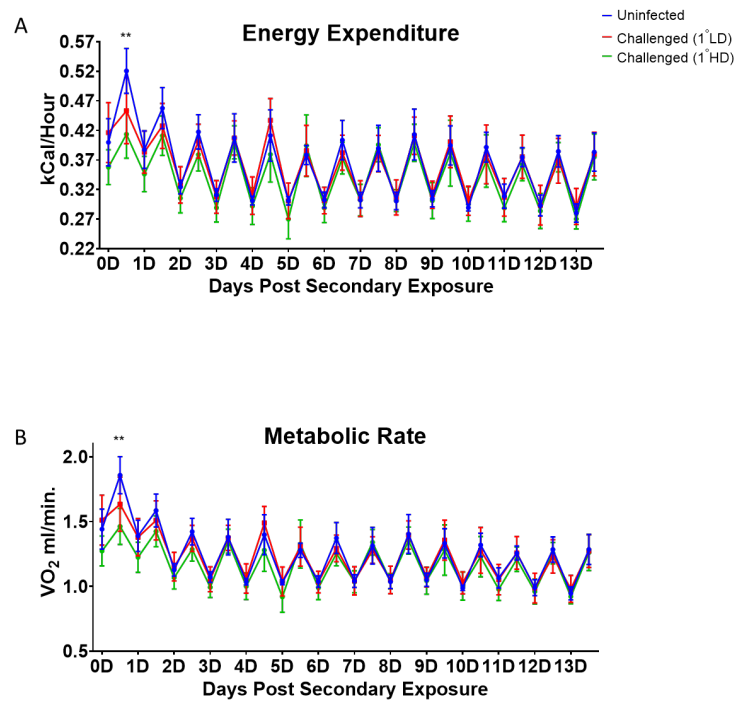 A
Energy Expenditure
Uninfected
Challenged (1°LD)
Challenged (1°HD)
**
0.57
0.52
0.47
0.42
0.37
0.32
0.27
0.22
kCal/Hour
0D 1D 2D 3D 4D 5D 6D 7D 8D 9D 10D 11D 12D 13D
Days Post Secondary Exposure
B
Metabolic Rate
**
2.0
1.5
1.0
0.5
VO₂ ml/min.
0D 1D 2D 3D 4D 5D 6D 7D 8D 9D 10D 11D 12D 13D
Days Post Secondary Exposure